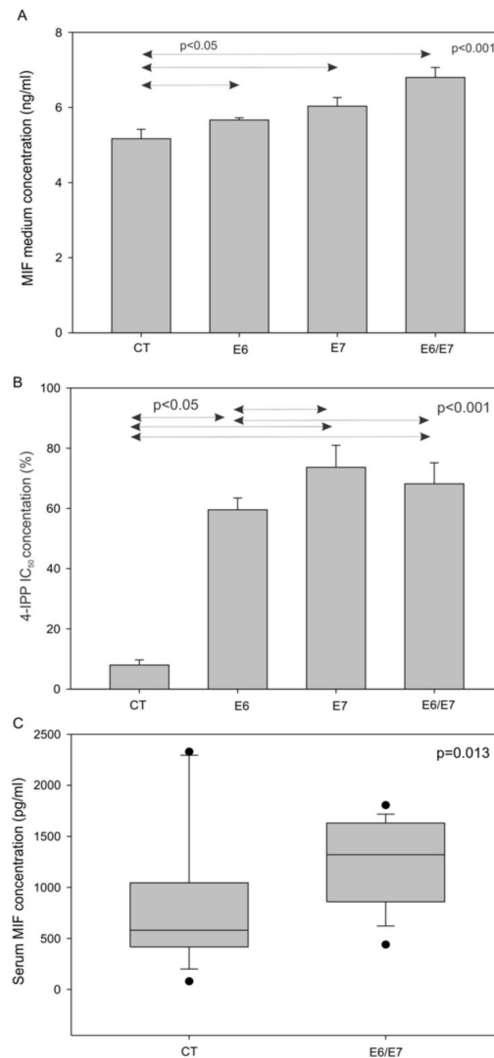 A
8
6
4
2
0
MIF medium concentration (ng/ml)
p<0.05
p<0.001
CT
E6
E7
E6/E7
B
100
80
60
40
20
0
4-IPP IC50 concentation (%)
p<0.05
p<0.001
CT
E6
E7
E6/E7
C
2500
2000
1500
1000
500
0
Serum MIF concentration (pg/ml)
p=0.013
CT
E6/E7